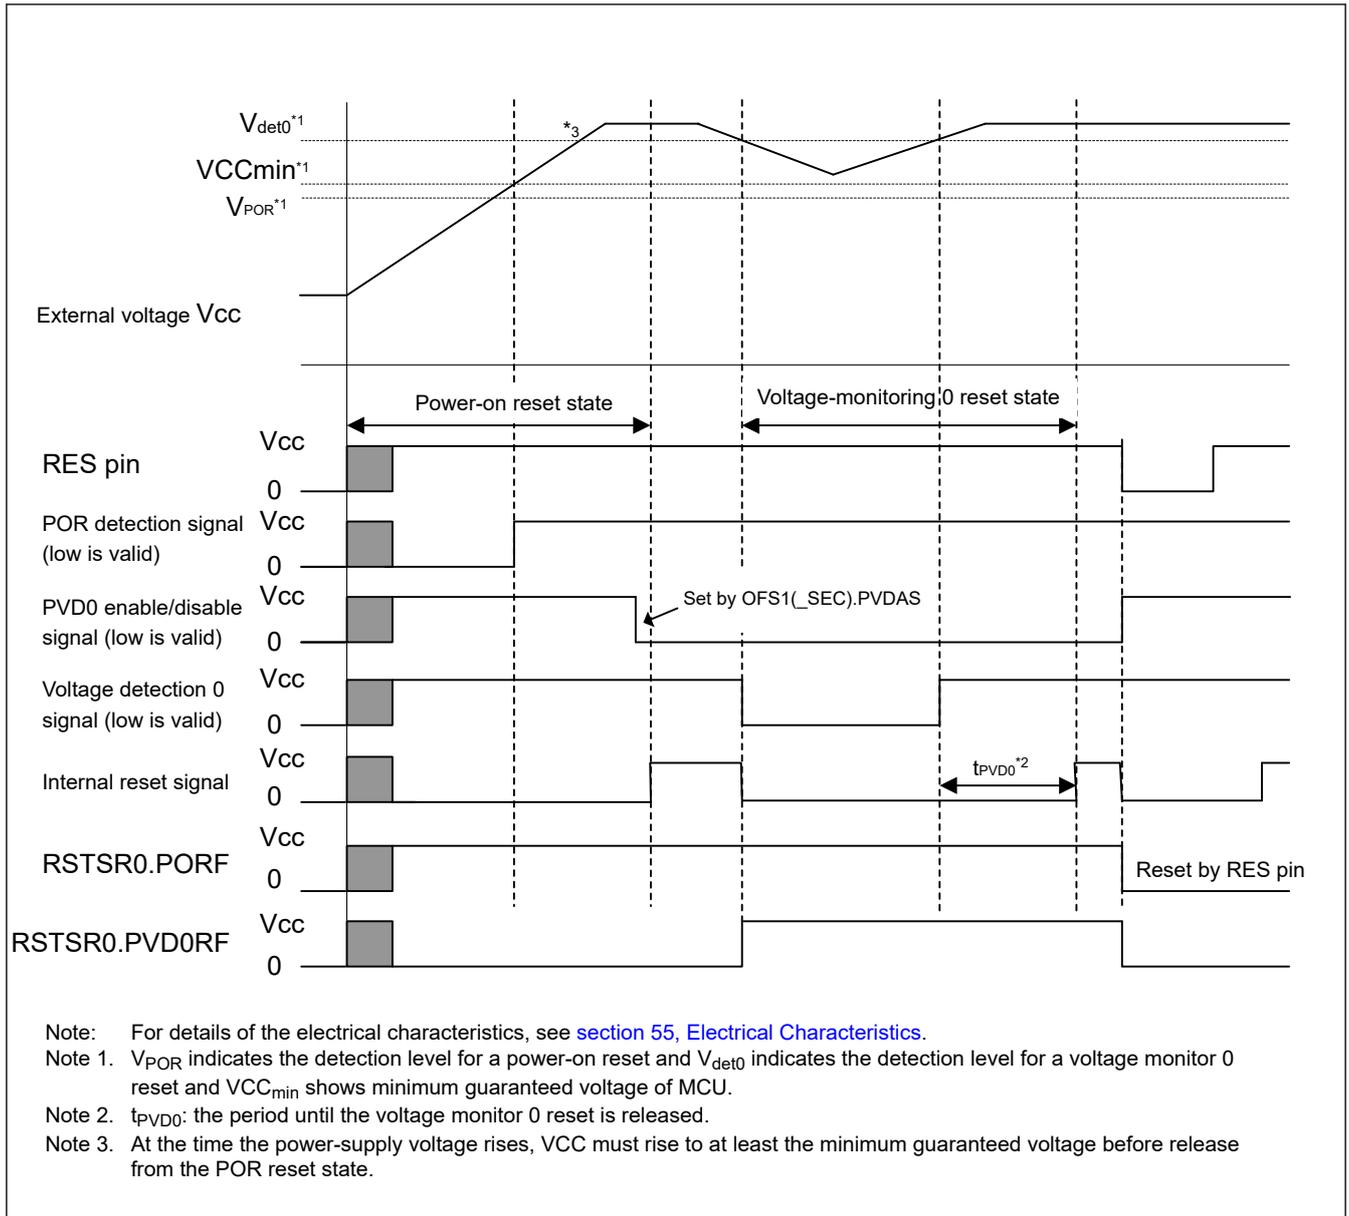 Vdet0*1
*3
VCCmin*1
VPOR*1
External voltage Vcc
Power-on reset state
Voltage-monitoring 0 reset state
RES pin
Vcc
0
POR detection signal
(low is valid)
Vcc
0
PVD0 enable/disable
signal (low is valid)
Vcc
0
Set by OFS1(_SEC).PVDAS
Voltage detection 0
signal (low is valid)
Vcc
0
Internal reset signal
Vcc
0
tPVD0*2
RSTSR0.PORF
Vcc
0
Reset by RES pin
RSTSR0.PVD0RF
Vcc
0
Note: For details of the electrical characteristics, see section 55, Electrical Characteristics.
Note 1. VPOR indicates the detection level for a power-on reset and Vdet0 indicates the detection level for a voltage monitor 0
reset and VCCmin shows minimum guaranteed voltage of MCU.
Note 2. tPVD0: the period until the voltage monitor 0 reset is released.
Note 3. At the time the power-supply voltage rises, VCC must rise to at least the minimum guaranteed voltage before release
from the POR reset state.